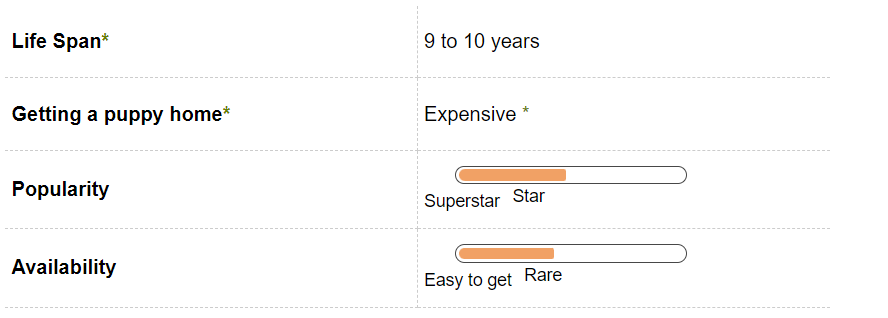 Life Span* 9 to 10 years
Getting a puppy home* Expensive *
Popularity
Superstar Star
Availability
Easy to get Rare